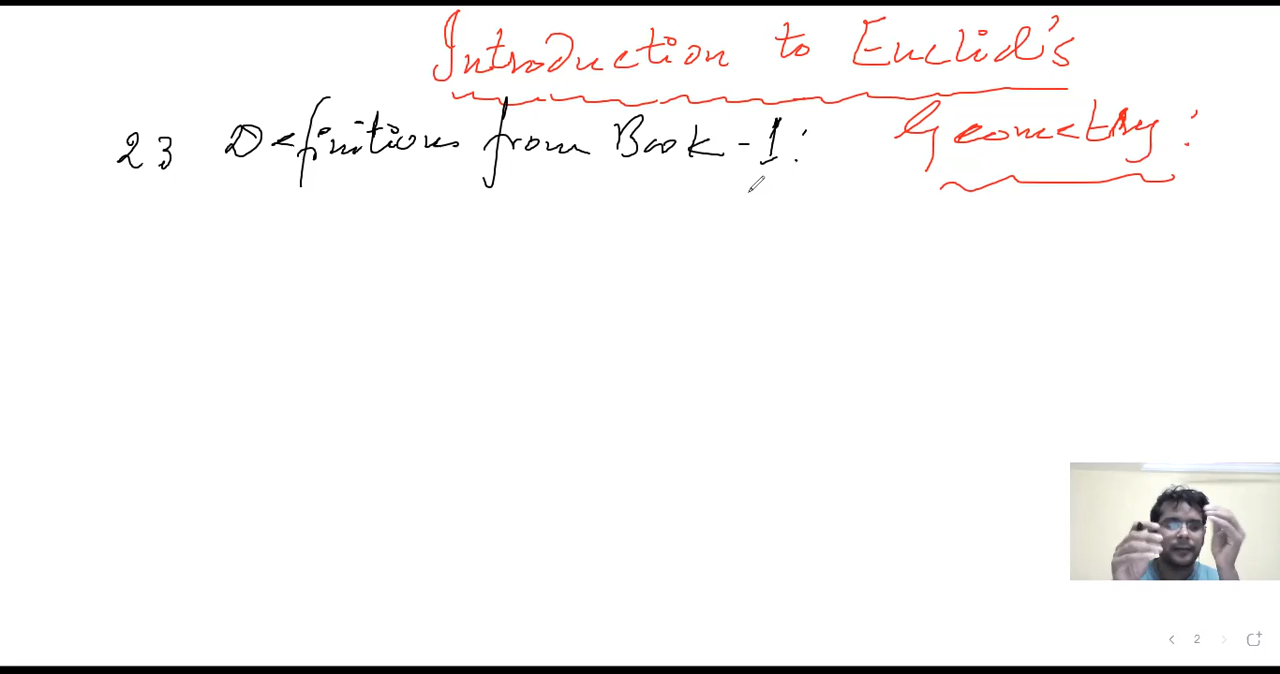 Introduction to Euclid's
Geometry :
23 Definitions from Book - 1 :
2